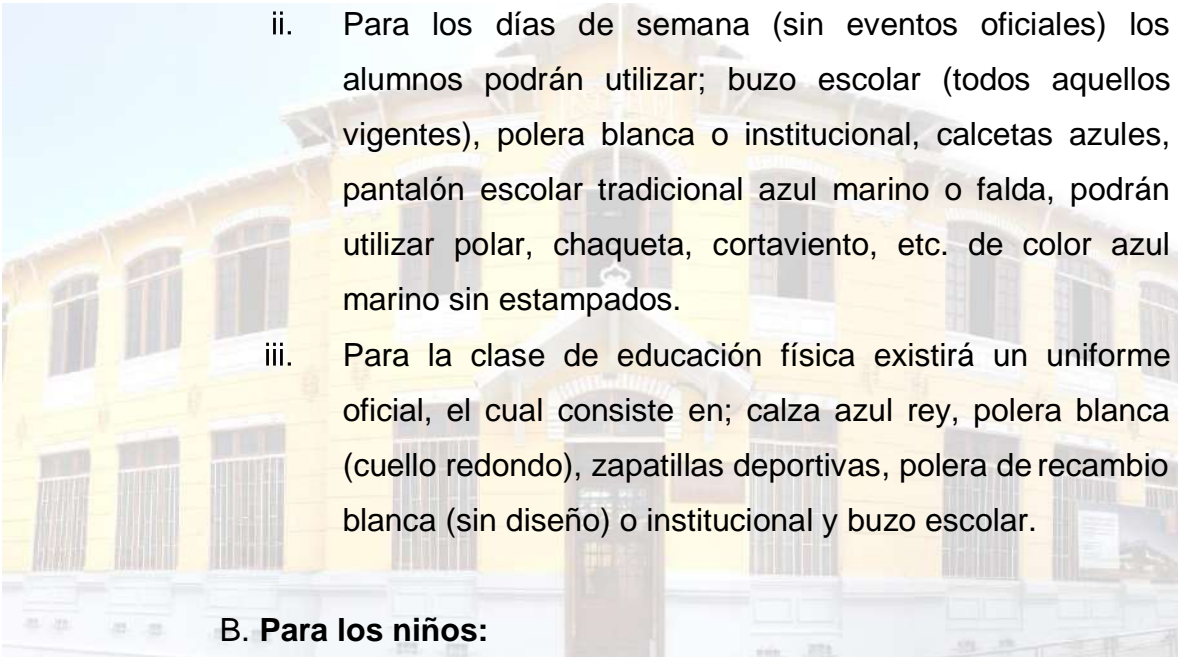 ii. Para los días de semana (sin eventos oficiales) los
alumnos podrán utilizar; buzo escolar (todos aquellos
vigentes), polera blanca o institucional, calcetas azules,
pantalón escolar tradicional azul marino o falda, podrán
utilizar polar, chaqueta, cortaviento, etc. de color azul
marino sin estampados.
iii. Para la clase de educación física existirá un uniforme
oficial, el cual consiste en; calza azul rey, polera blanca
(cuello redondo), zapatillas deportivas, polera de recambio
blanca (sin diseño) o institucional y buzo escolar.
B. Para los niños: